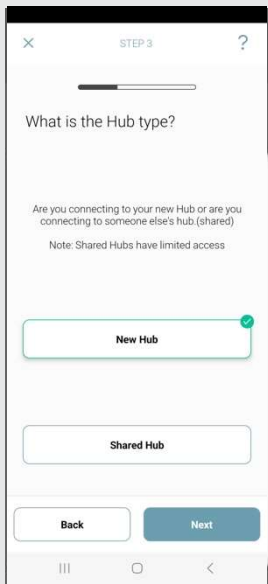 STEP 3
?
What is the Hub type?
Are you connecting to your new Hub or are you
connecting to someone else's hub.(shared)
Note: Shared Hubs have limited access
New Hub
Shared Hub
Back
Next